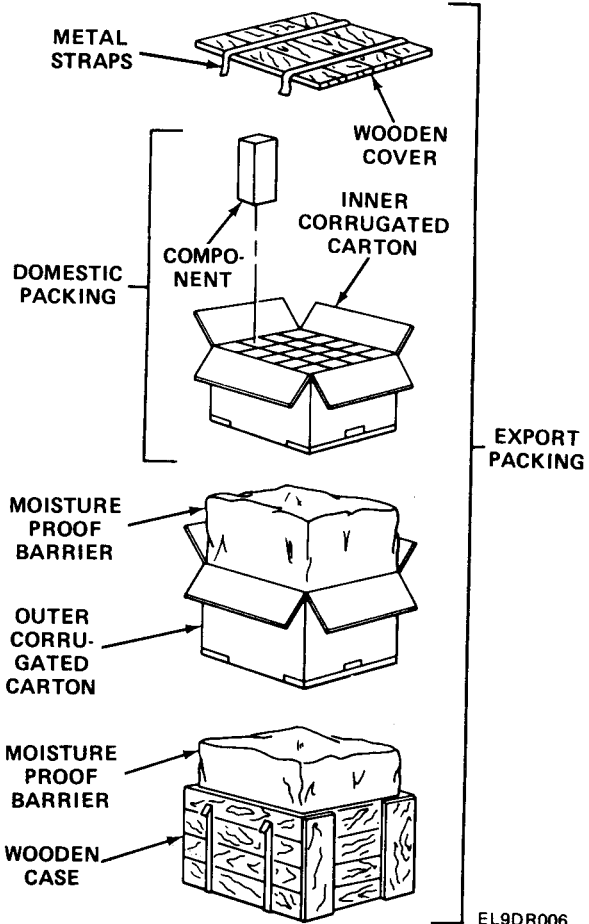 METAL
STRAPS
WOODEN
COVER
INNER
CORRUGATED
CARTON
COMPO-
NENT
DOMESTIC
PACKING
EXPORT
PACKING
MOISTURE
PROOF
BARRIER
OUTER
CORRU-
GATED
CARTON
MOISTURE
PROOF
BARRIER
WOODEN
CASE
EL9DR006